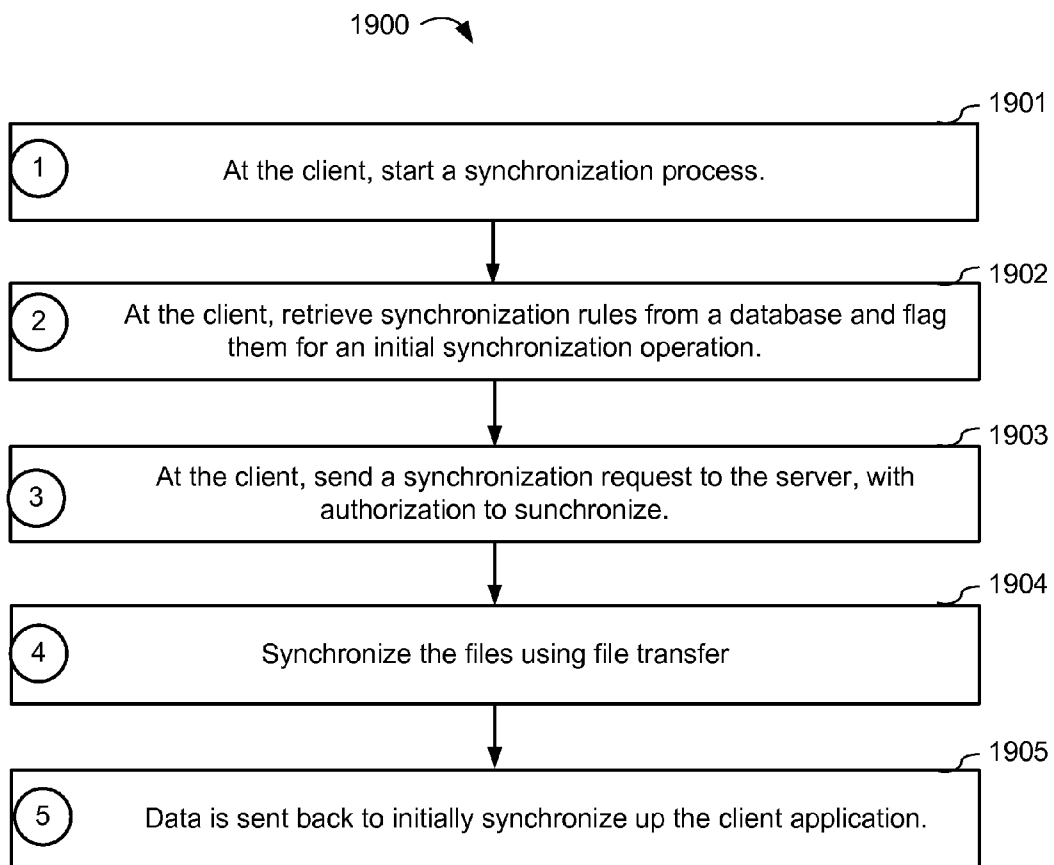 1900
1901
1
At the client, start a synchronization process.
1902
2
At the client, retrieve synchronization rules from a database and flag
them for an initial synchronization operation.
1903
3
At the client, send a synchronization request to the server, with
authorization to sunchronize.
1904
4
Synchronize the files using file transfer
1905
5
Data is sent back to initially synchronize up the client application.